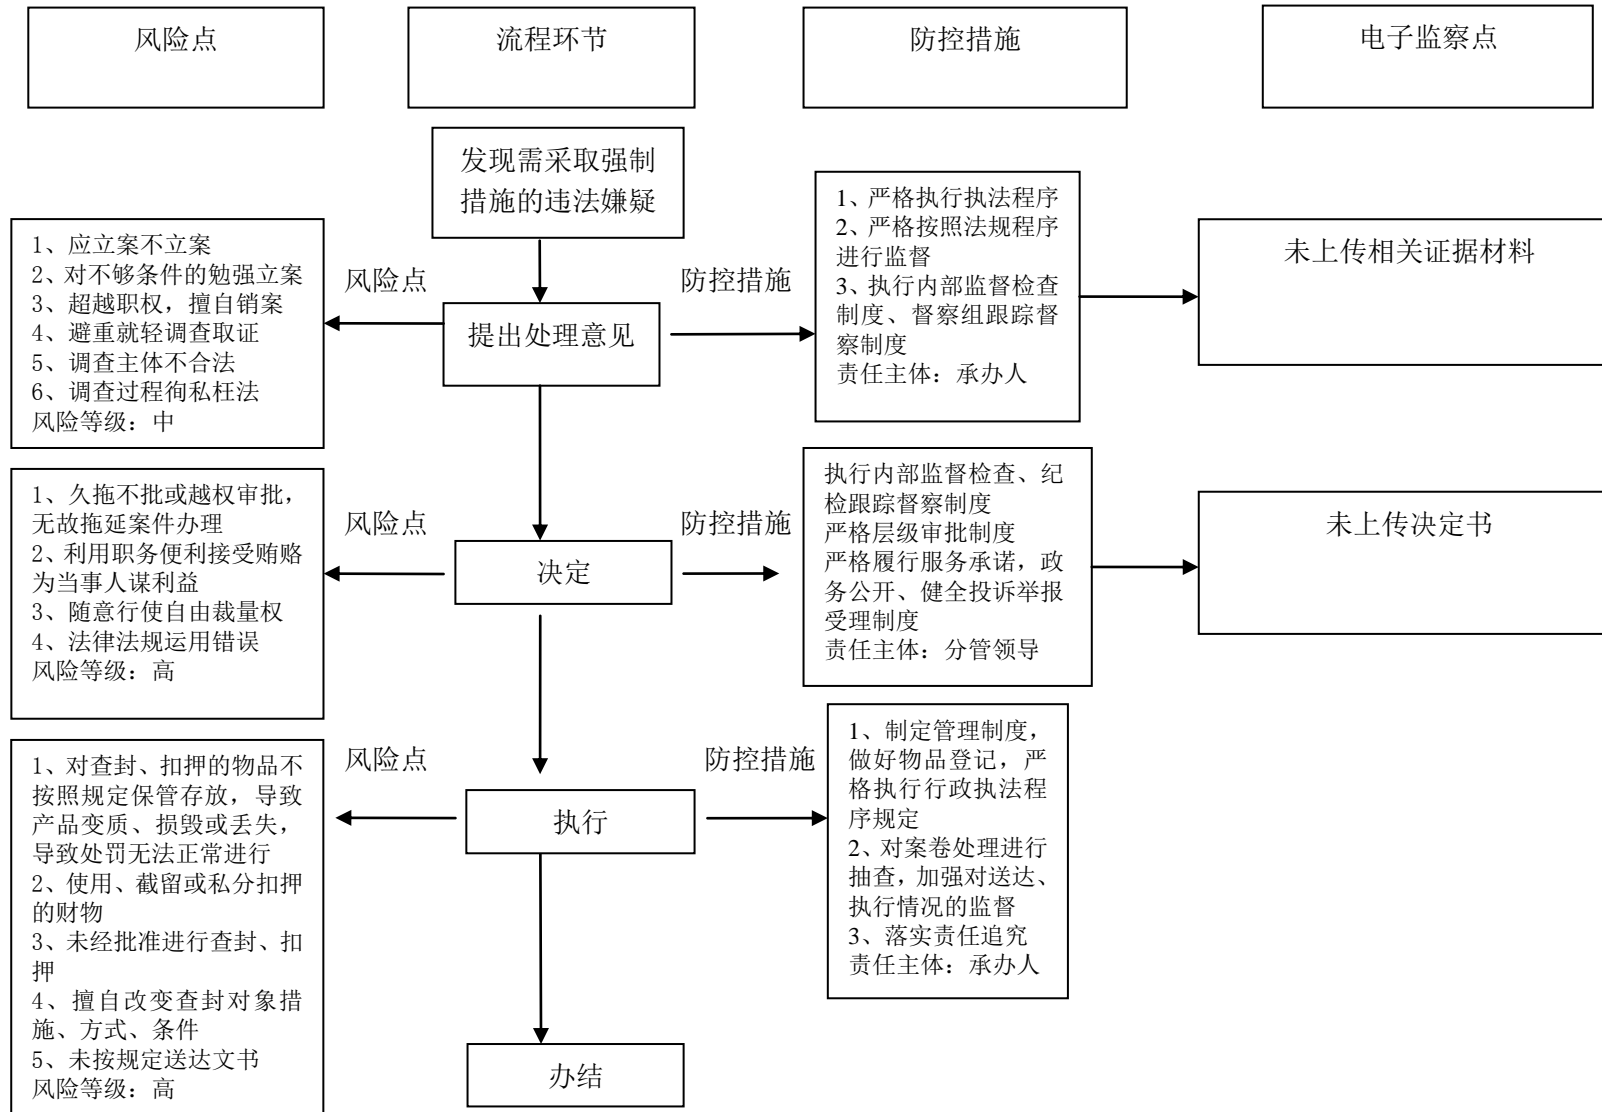 风险点
流程环节
防控措施
电子监察点
发现需采取强制
措施的违法嫌疑
1、应立案不立案
2、对不够条件的勉强立案
3、超越职权，擅自销案
4、避重就轻调查取证
5、调查主体不合法
6、调查过程徇私枉法
风险等级：中
风险点
提出处理意见
防控措施
1、严格执行执法程序
2、严格按照法规程序
进行监督
3、执行内部监督检查
制度、督察组跟踪督
察制度
责任主体：承办人
未上传相关证据材料
1、久拖不批或越权审批，
无故拖延案件办理
2、利用职务便利接受贿赂
为当事人谋利益
3、随意行使自由裁量权
4、法律法规运用错误
风险等级：高
风险点
决定
防控措施
执行内部监督检查、纪
检跟踪督察制度
严格层级审批制度
严格履行服务承诺，政
务公开、健全投诉举报
受理制度
责任主体：分管领导
未上传决定书
1、对查封、扣押的物品不
按照规定保管存放，导致
产品变质、损毁或丢失，
导致处罚无法正常进行
2、使用、截留或私分扣押
的财物
3、未经批准进行查封、扣
押
4、擅自改变查封对象措
施、方式、条件
5、未按规定送达文书
风险等级：高
风险点
执行
防控措施
1、制定管理制度，
做好物品登记，严
格执行行政执法程
序规定
2、对案卷处理进行
抽查，加强对送达、
执行情况的监督
3、落实责任追究
责任主体：承办人
办结